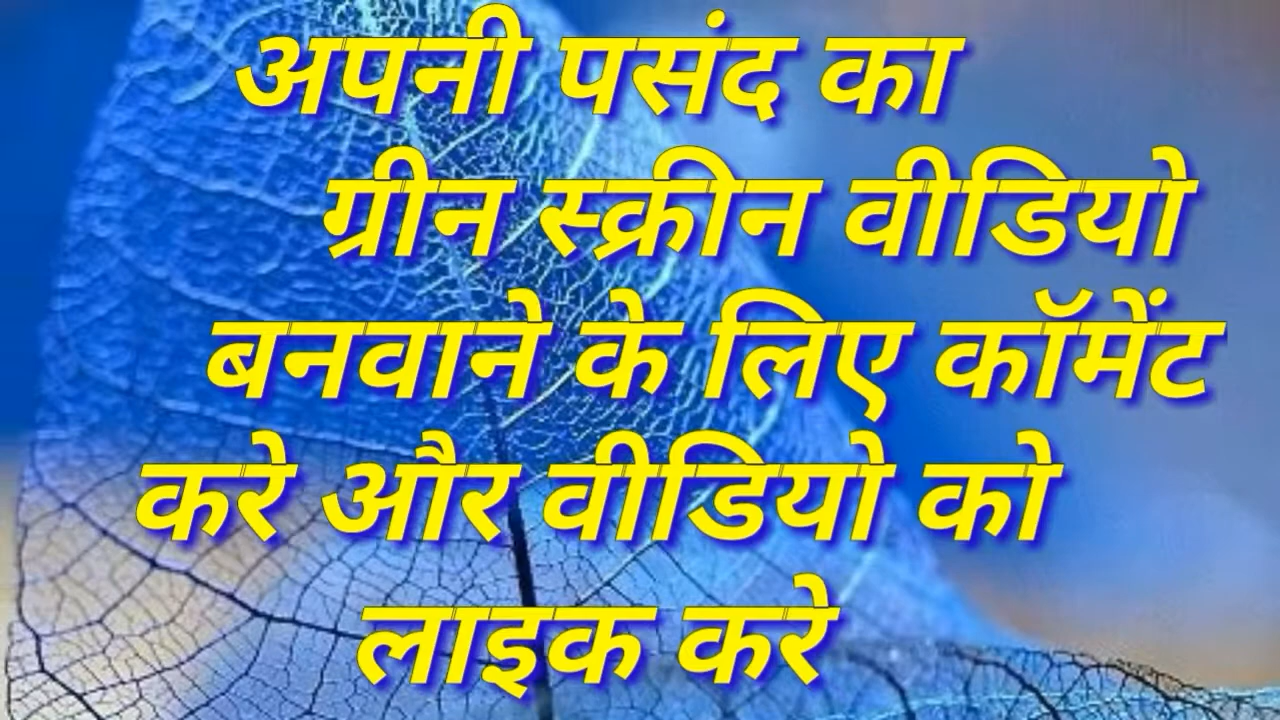 अपनी पसंद का
ग्रीन स्क्रीन वीडियो
बनवाने के लिए कॉमेंट
करे और वीडियो को
लाइक करे